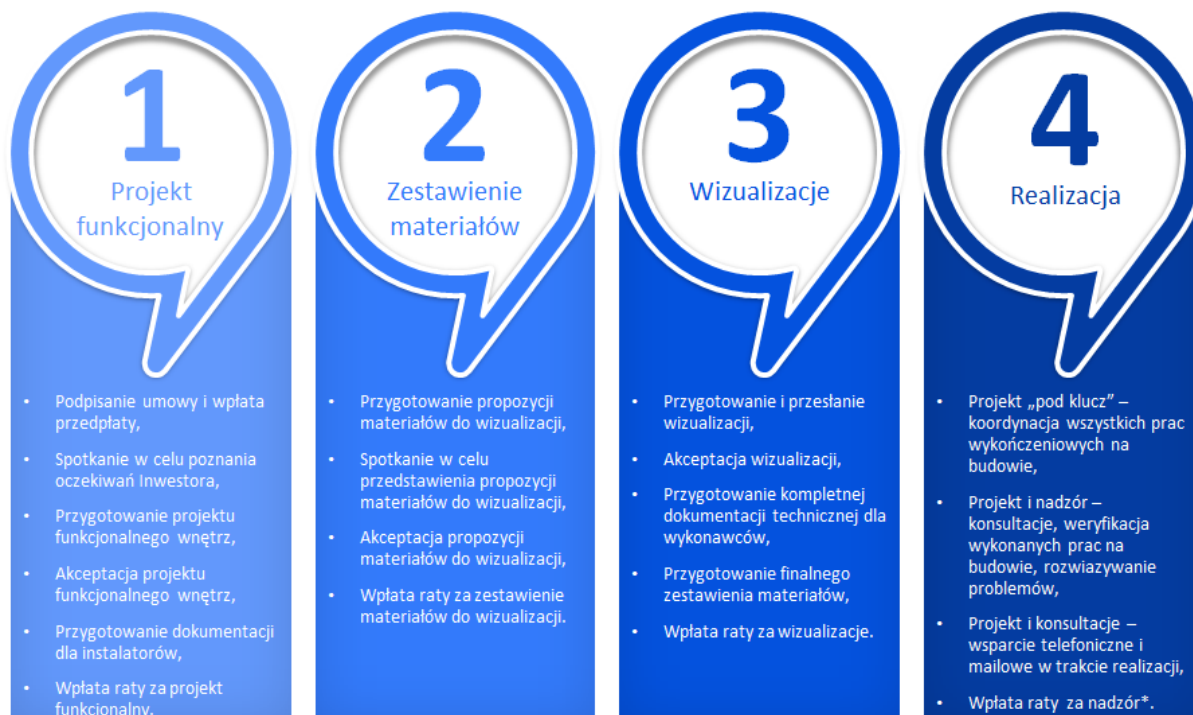 1
Projekt
funkcjonalny
• Podpisanie umowy i wpłata
przedpłaty,
• Spotkanie w celu poznania
oczekiwań Inwestora,
• Przygotowanie projektu
funkcjonalnego wnętrz,
• Akceptacja projektu
funkcjonalnego wnętrz,
• Przygotowanie dokumentacji
dla instalatorów,
• Wpłata raty za projekt
funkcjonalny.
2
Zestawienie
materiałów
• Przygotowanie propozycji
materiałów do wizualizacji,
• Spotkanie w celu
przedstawienia propozycji
materiałów do wizualizacji,
• Akceptacja propozycji
materiałów do wizualizacji,
• Wpłata raty za zestawienie
materiałów do wizualizacji.
3
Wizualizacje
• Przygotowanie i przesłanie
wizualizacji,
• Akceptacja wizualizacji,
• Przygotowanie kompletnej
dokumentacji technicznej dla
wykonawców,
• Przygotowanie finalnego
zestawienia materiałów,
• Wpłata raty za wizualizacje.
4
Realizacja
• Projekt „pod klucz” –
koordynacja wszystkich prac
wykończeniowych na
budowie,
• Projekt i nadzór –
konsultacje, weryfikacja
wykonanych prac na
budowie, rozwiazywanie
problemów,
• Projekt i konsultacje –
wsparcie telefoniczne i
mailowe w trakcie realizacji,
• Wpłata raty za nadzór*.